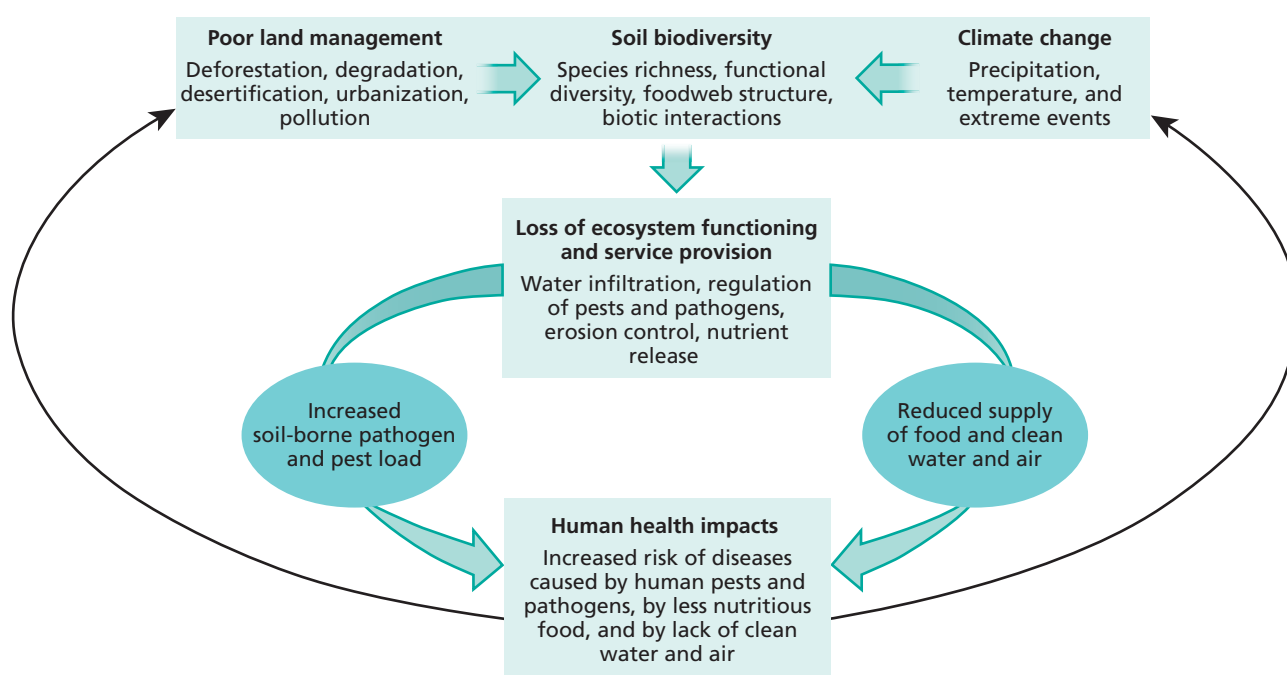 Poor land management
Deforestation, degradation,
desertification, urbanization,
pollution
Soil biodiversity
Species richness, functional
diversity, foodweb structure,
biotic interactions
Climate change
Precipitation,
temperature, and
extreme events
Loss of ecosystem functioning
and service provision
Water infiltration, regulation
of pests and pathogens,
erosion control, nutrient
release
Increased
soil-borne pathogen
and pest load
Reduced supply
of food and clean
water and air
Human health impacts
Increased risk of diseases
caused by human pests and
pathogens, by less nutritious
food, and by lack of clean
water and air